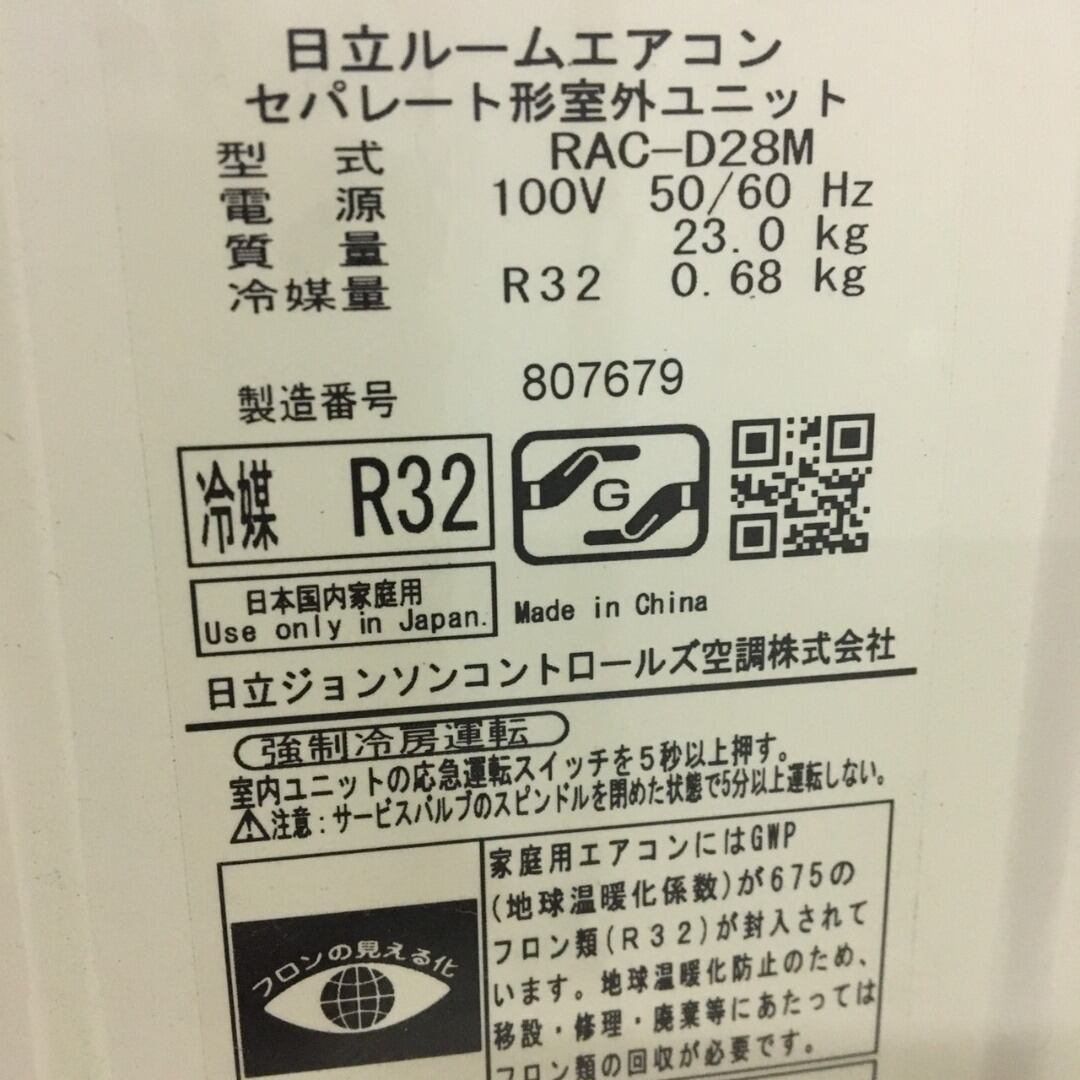 日立ルームエアコン
セパレート形室外ユニット
型式 RAC-D28M
電源 100V 50/60 Hz
質量 23.0 kg
冷媒量 R32 0.68 kg
製造番号 807679
冷媒 R32
G
日本国内家庭用
Use only in Japan.
Made in China
日立ジョンソンコントロールズ空調株式会社
強制冷房運転
室内ユニットの応急運転スイッチを5秒以上押す。
⚠注意:サービスバルブのスピンドルを閉めた状態で5分以上運転しない。
フロンの見える化
家庭用エアコンにはGWP
(地球温暖化係数)が675の
フロン類(R32)が封入されて
います。地球温暖化防止のため、
移設・修理・廃棄等にあたっては
フロン類の回収が必要です。